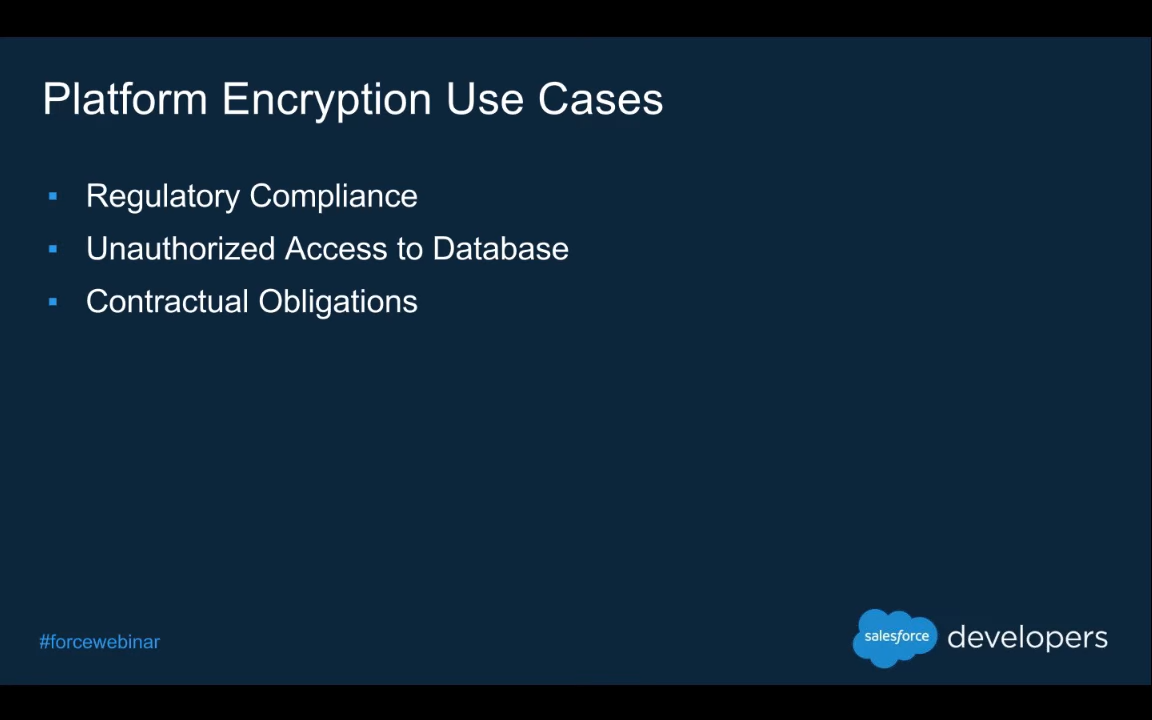 Platform Encryption Use Cases
▪ Regulatory Compliance
▪ Unauthorized Access to Database
▪ Contractual Obligations
#forcewebinar
salesforce developers